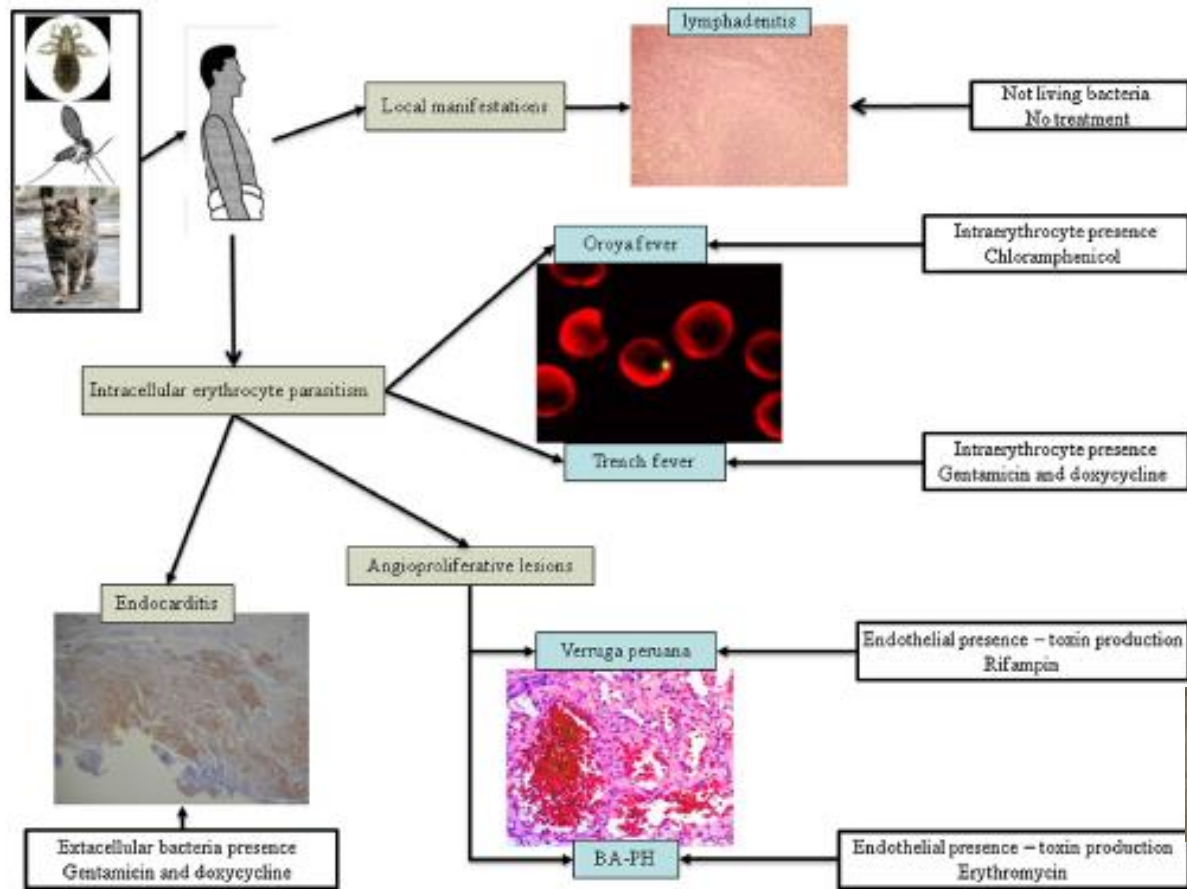 lymphadenitis
Local manifestations
Not living bacteria
No treatment
Oroya fever
Intraerythrocyte presence
Chloramphenicol
Intracellular erythrocyte parasitism
Trench fever
Intraerythrocyte presence
Gentamicin and doxycycline
Angioproliferative lesions
Endocarditis
Verruga peruana
Endothelial presence – toxin production
Rifampin
Extacellular bacteria presence
Gentamicin and doxycycline
BA-PH
Endothelial presence – toxin production
Erythromycin